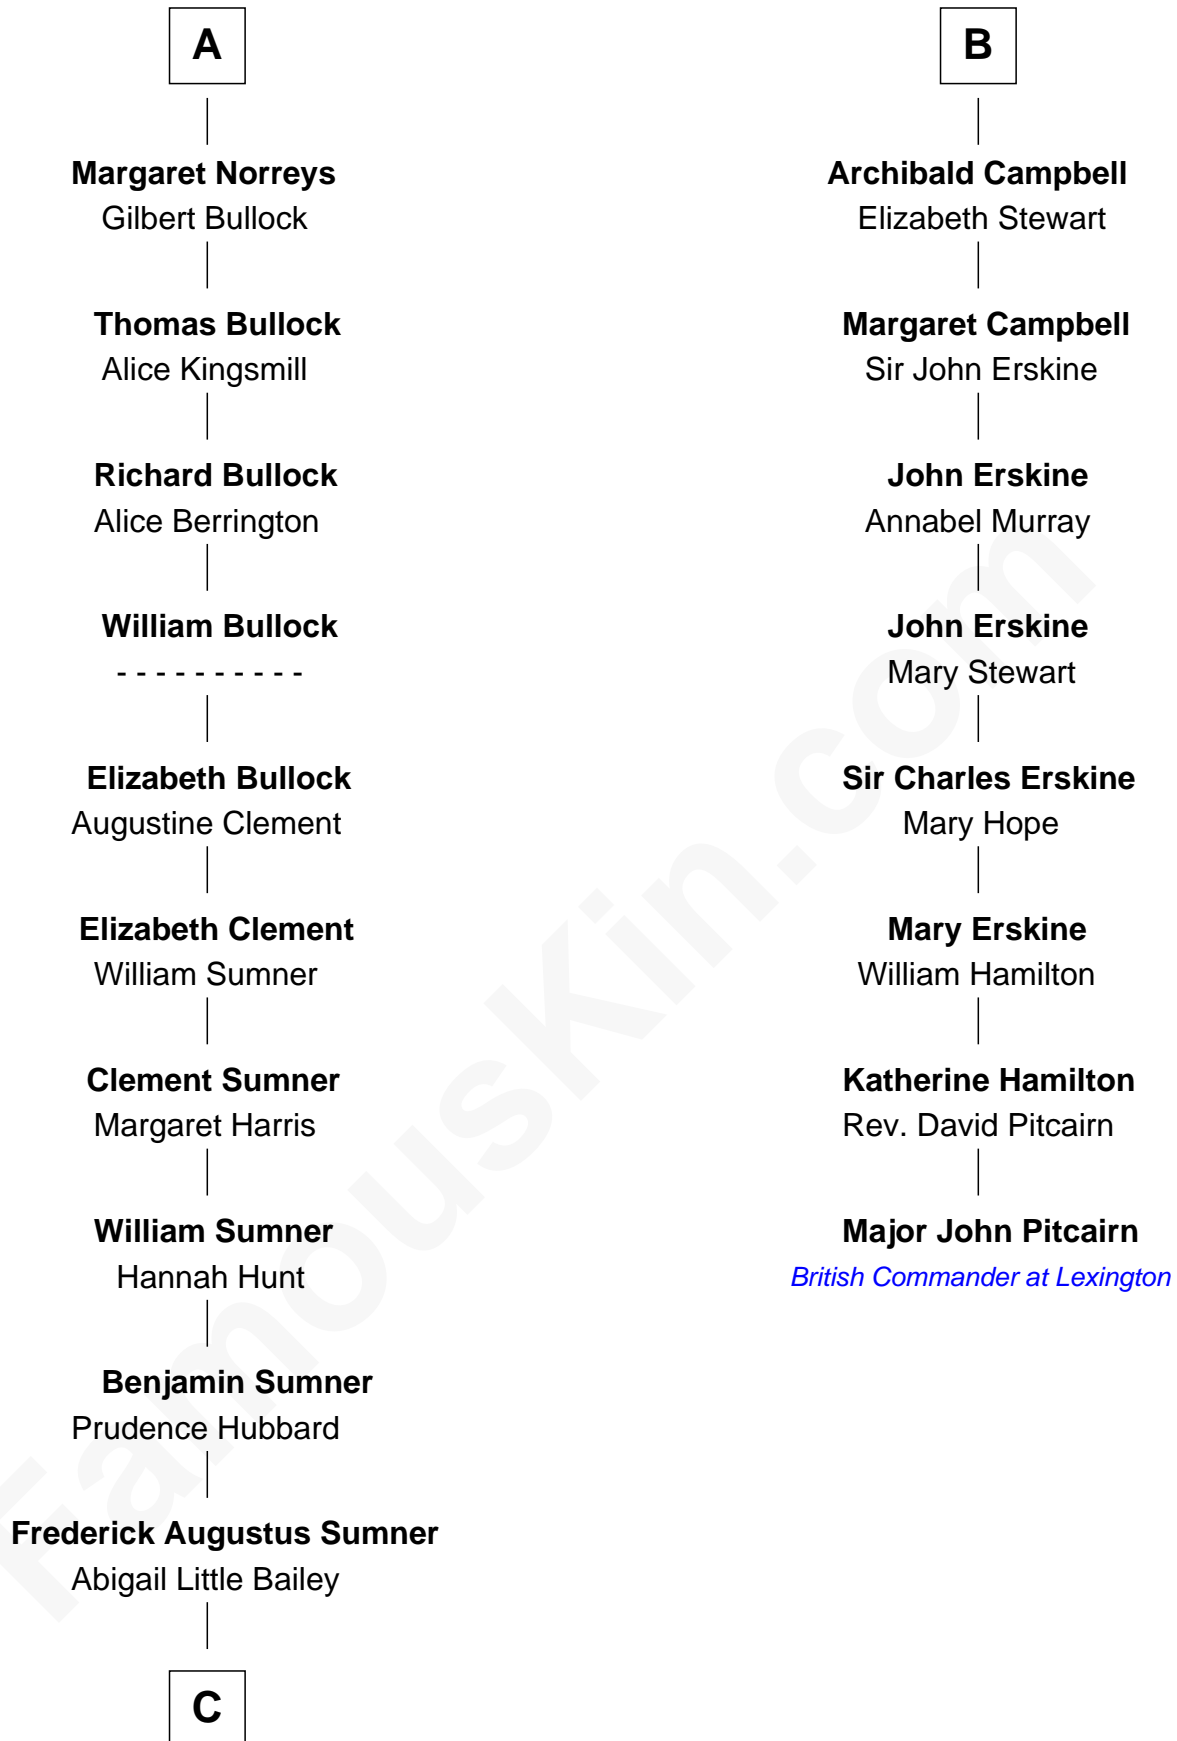 A
Margaret Norreys
Gilbert Bullock
Thomas Bullock
Alice Kingsmill
Richard Bullock
Alice Berrington
William Bullock
- - - - - - - - - -
Elizabeth Bullock
Augustine Clement
Elizabeth Clement
William Sumner
Clement Sumner
Margaret Harris
William Sumner
Hannah Hunt
Benjamin Sumner
Prudence Hubbard
Frederick Augustus Sumner
Abigail Little Bailey
C
B
Archibald Campbell
Elizabeth Stewart
Margaret Campbell
Sir John Erskine
John Erskine
Annabel Murray
John Erskine
Mary Stewart
Sir Charles Erskine
Mary Hope
Mary Erskine
William Hamilton
Katherine Hamilton
Rev. David Pitcairn
Major John Pitcairn
British Commander at Lexington
FamousKin.com